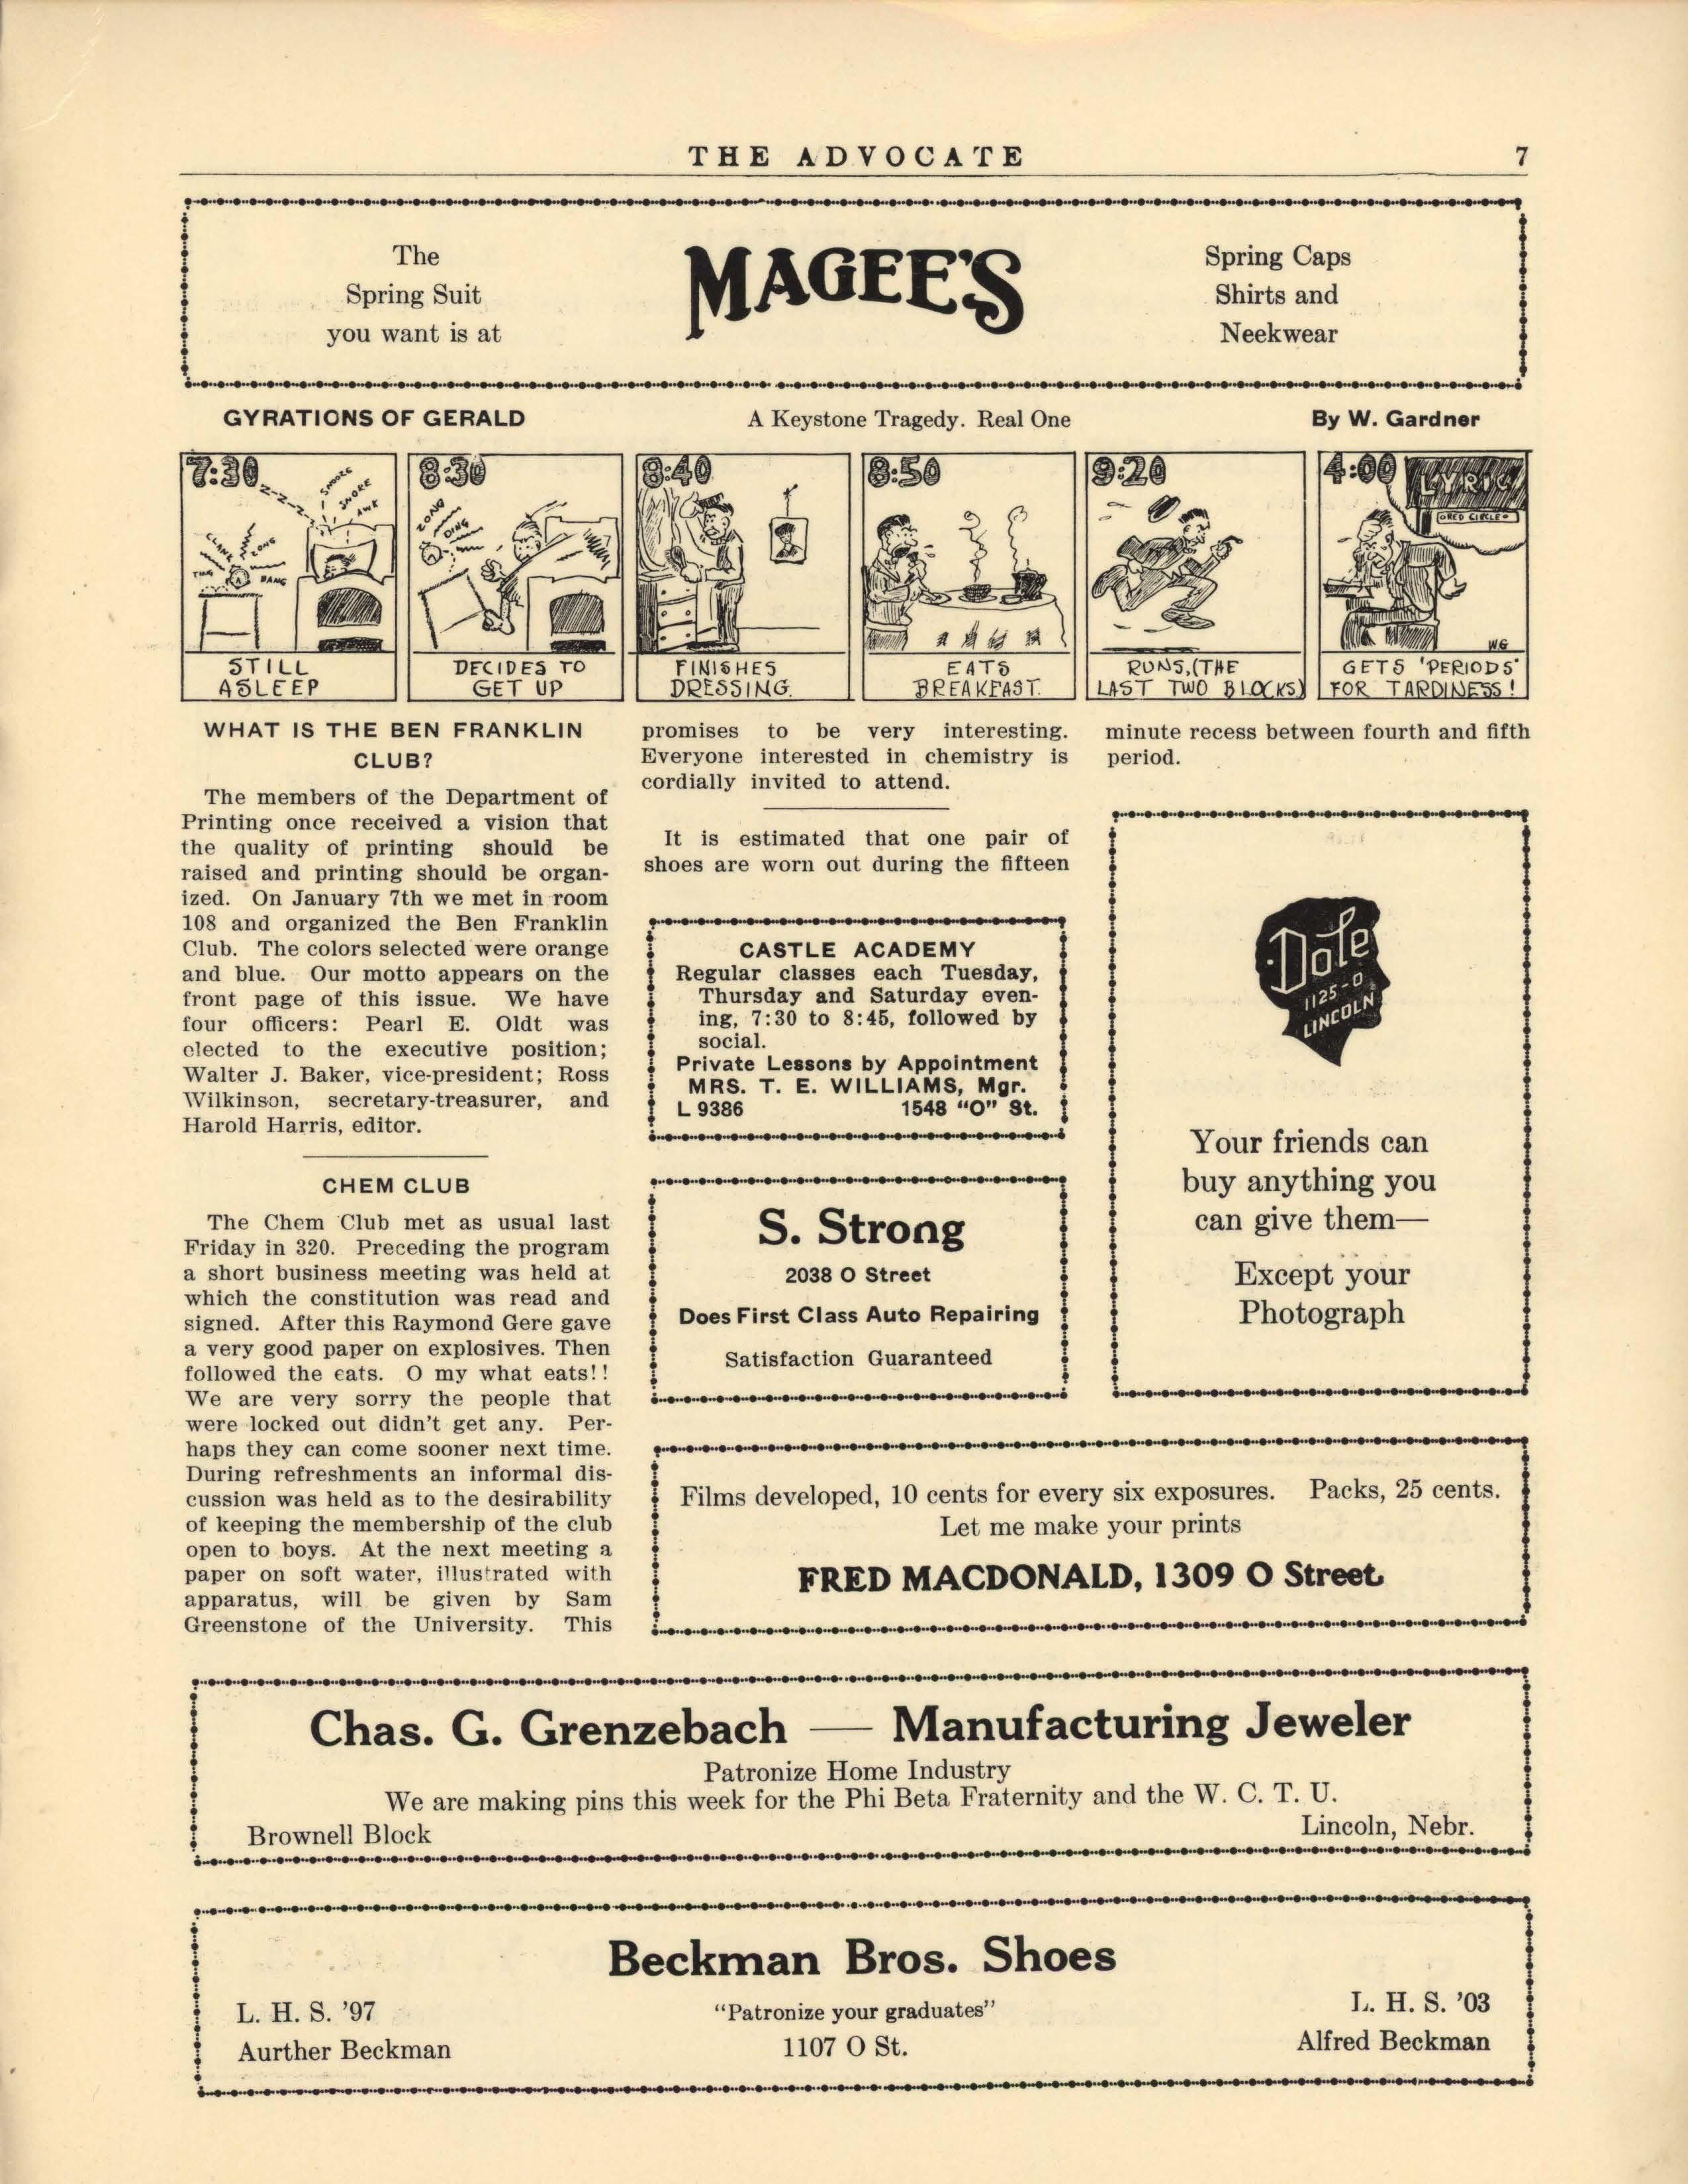 THE ADVOCATE 7
The
Spring Suit
you want is at
MAGEE'S
Spring Caps
Shirts and
Neekwear
GYRATIONS OF GERALD A Keystone Tragedy. Real One By W. Gardner
7:30
Z-Z-Z-
SNORE
SNORE
AWK
CLANK
BANG
STILL
ASLEEP
8:30
DING
DECIDES TO
GET UP
8:40
FINISHES
DRESSING.
8:50
EATS
BREAKFAST.
9:20
RUNS, (THE
LAST TWO BLOCKS)
4:00
LYRIC
RED CIRCLE
WG
GETS 'PERIODS'
FOR TARDINESS!
WHAT IS THE BEN FRANKLIN
CLUB?
The members of the Department of
Printing once received a vision that
the quality of printing should be
raised and printing should be organ-
ized. On January 7th we met in room
108 and organized the Ben Franklin
Club. The colors selected were orange
and blue. Our motto appears on the
front page of this issue. We have
four officers: Pearl E. Oldt was
elected to the executive position;
Walter J. Baker, vice-president; Ross
Wilkinson, secretary-treasurer, and
Harold Harris, editor.
CHEM CLUB
The Chem Club met as usual last
Friday in 320. Preceding the program
a short business meeting was held at
which the constitution was read and
signed. After this Raymond Gere gave
a very good paper on explosives. Then
followed the eats. O my what eats!!
We are very sorry the people that
were locked out didn't get any. Per-
haps they can come sooner next time.
During refreshments an informal dis-
cussion was held as to the desirability
of keeping the membership of the club
open to boys. At the next meeting a
paper on soft water, illustrated with
apparatus, will be given by Sam
Greenstone of the University. This
promises to be very interesting.
Everyone interested in chemistry is
cordially invited to attend.
It is estimated that one pair of
shoes are worn out during the fifteen
minute recess between fourth and fifth
period.
CASTLE ACADEMY
Regular classes each Tuesday,
Thursday and Saturday even-
ing, 7:30 to 8:45, followed by
social.
Private Lessons by Appointment
MRS. T. E. WILLIAMS, Mgr.
L 9386 1548 "O" St.
S. Strong
2038 O Street
Does First Class Auto Repairing
Satisfaction Guaranteed
Dole
1125-O
LINCOLN
Your friends can
buy anything you
can give them—
Except your
Photograph
Films developed, 10 cents for every six exposures. Packs, 25 cents.
Let me make your prints
FRED MACDONALD, 1309 O Street
Chas. G. Grenzebach — Manufacturing Jeweler
Patronize Home Industry
We are making pins this week for the Phi Beta Fraternity and the W. C. T. U.
Brownell Block Lincoln, Nebr.
Beckman Bros. Shoes
L. H. S. '97 "Patronize your graduates" L. H. S. '03
Aurther Beckman 1107 O St. Alfred Beckman